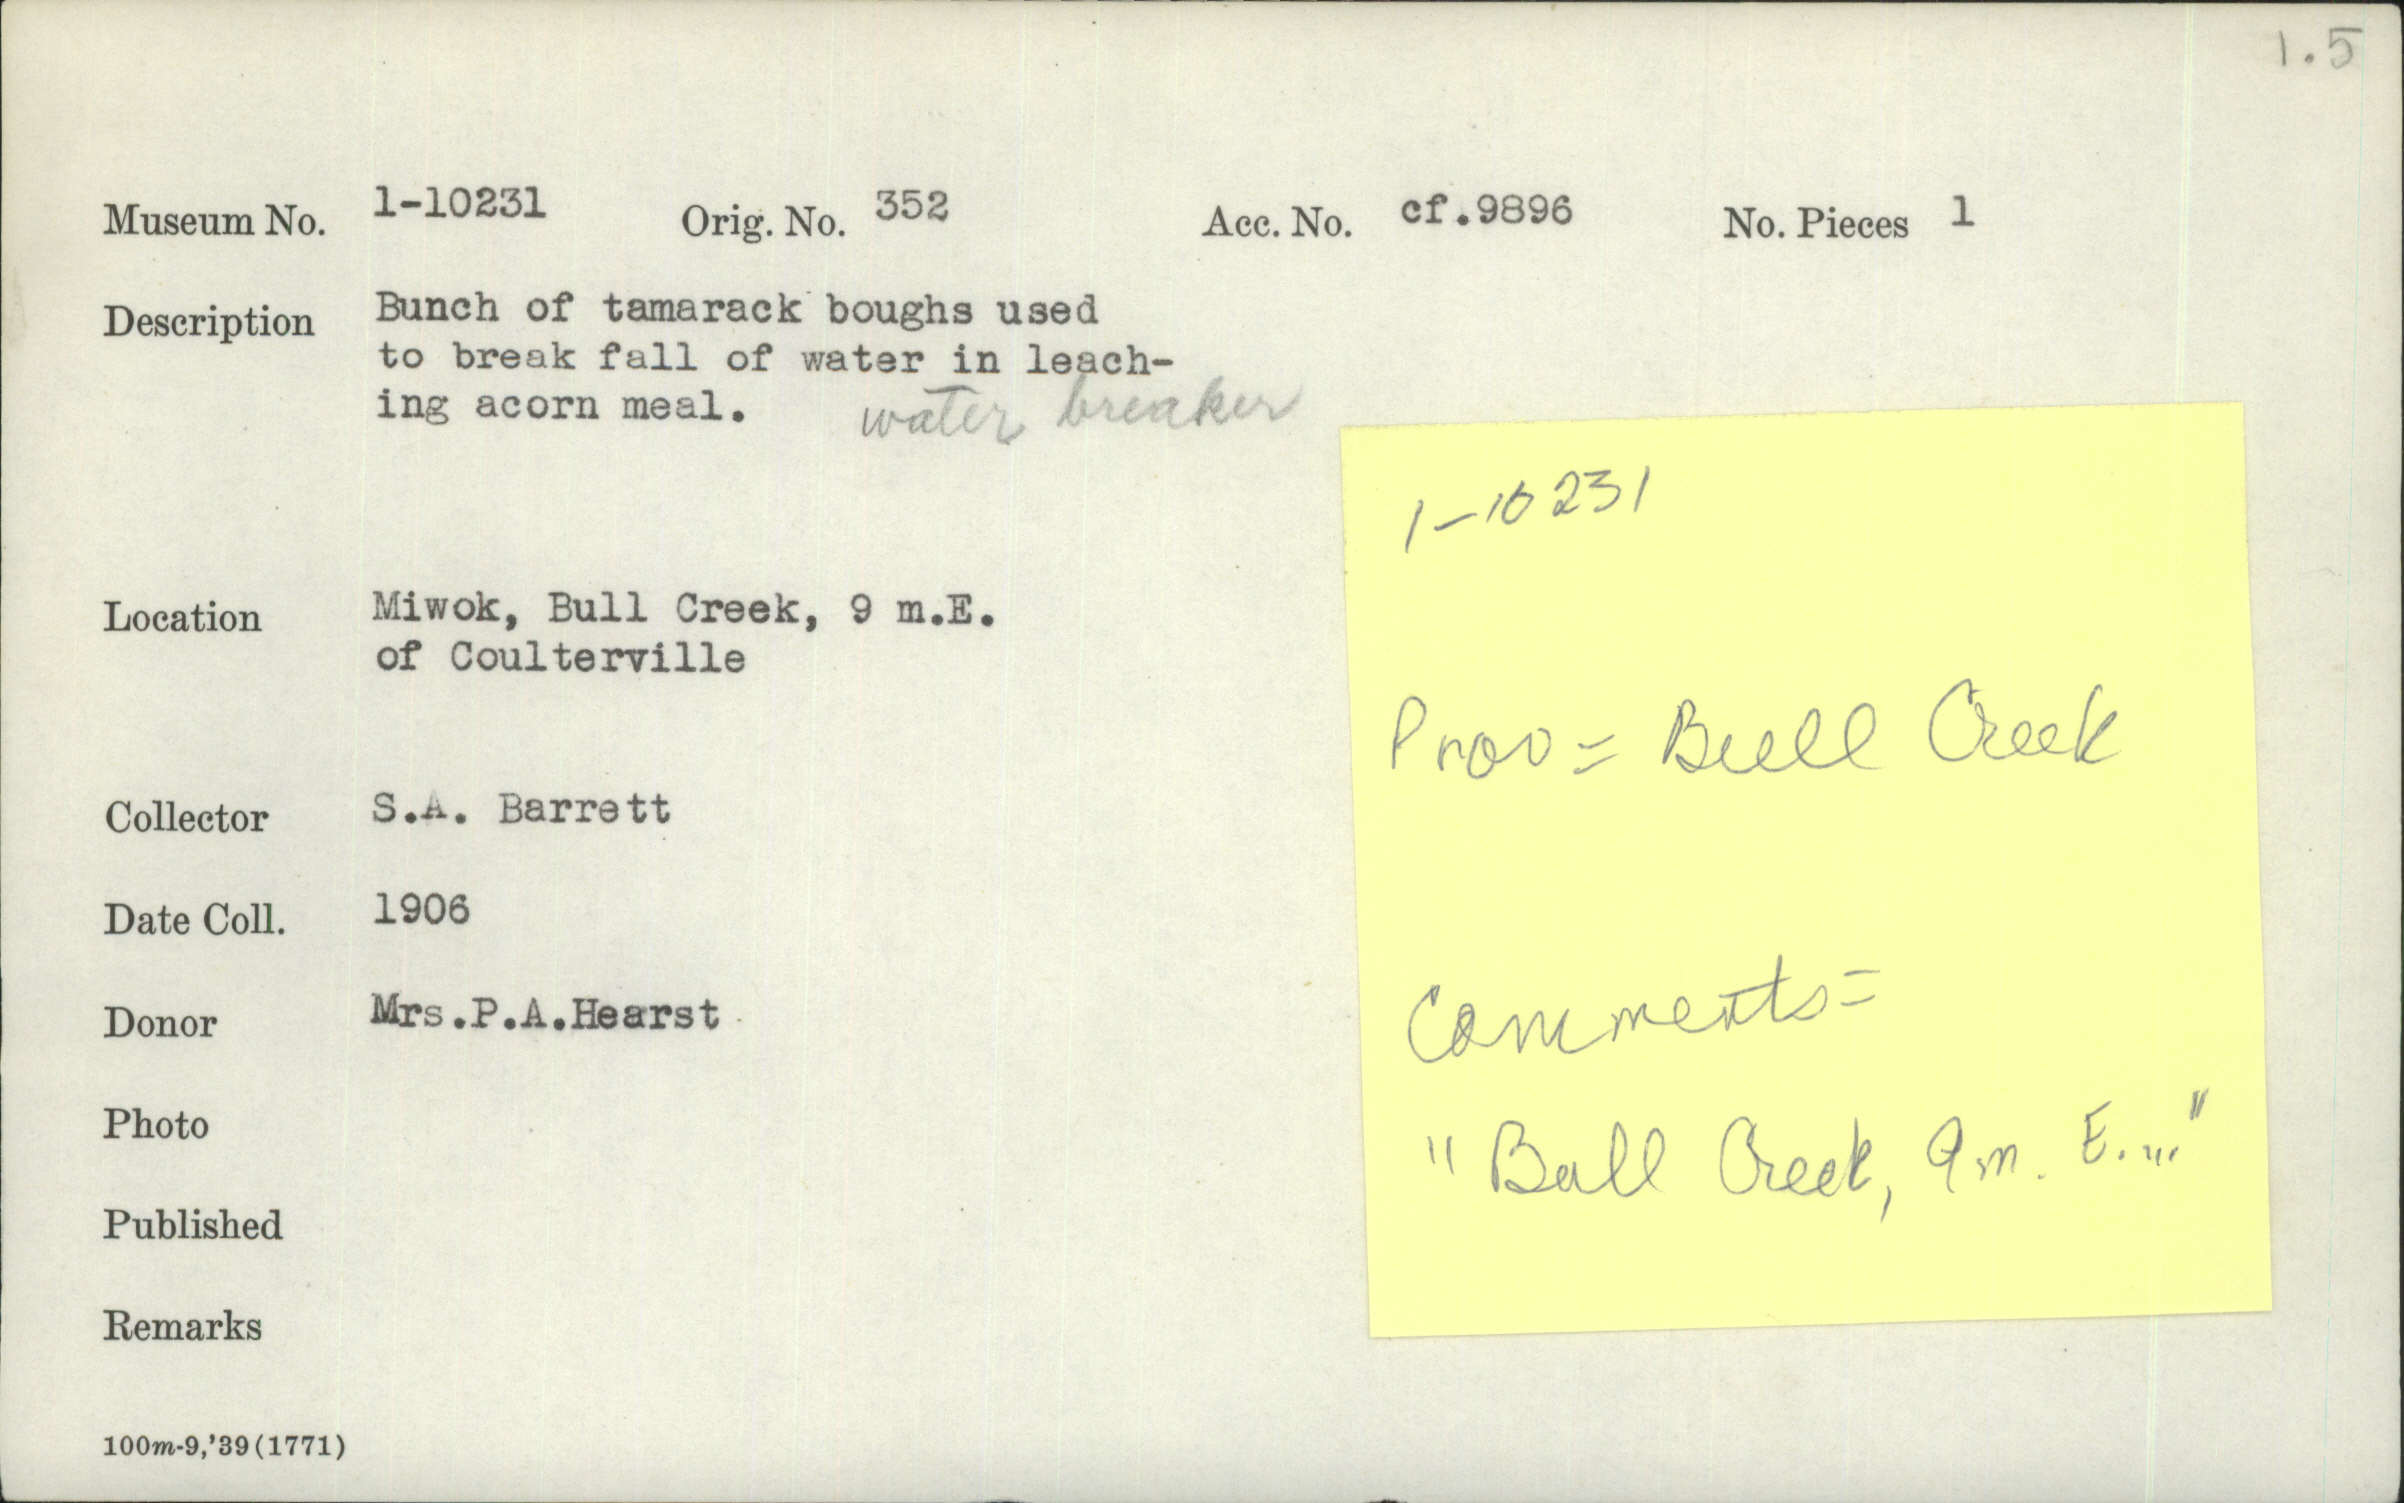 1.5
Museum No. 1-10231 Orig. No. 352 Acc. No. cf.9896 No. Pieces 1
Description Bunch of tamarack boughs used
to break fall of water in leach-
ing acorn meal. water breaker
1-10231
Location Miwok, Bull Creek, 9 m.E.
of Coulterville
Prov = Bull Creek
Collector S.A. Barrett
Date Coll. 1906
Donor Mrs.P.A.Hearst
Comments =
Photo
"Bull Creek, 9m. E...."
Published
Remarks
100m-9,'39(1771)